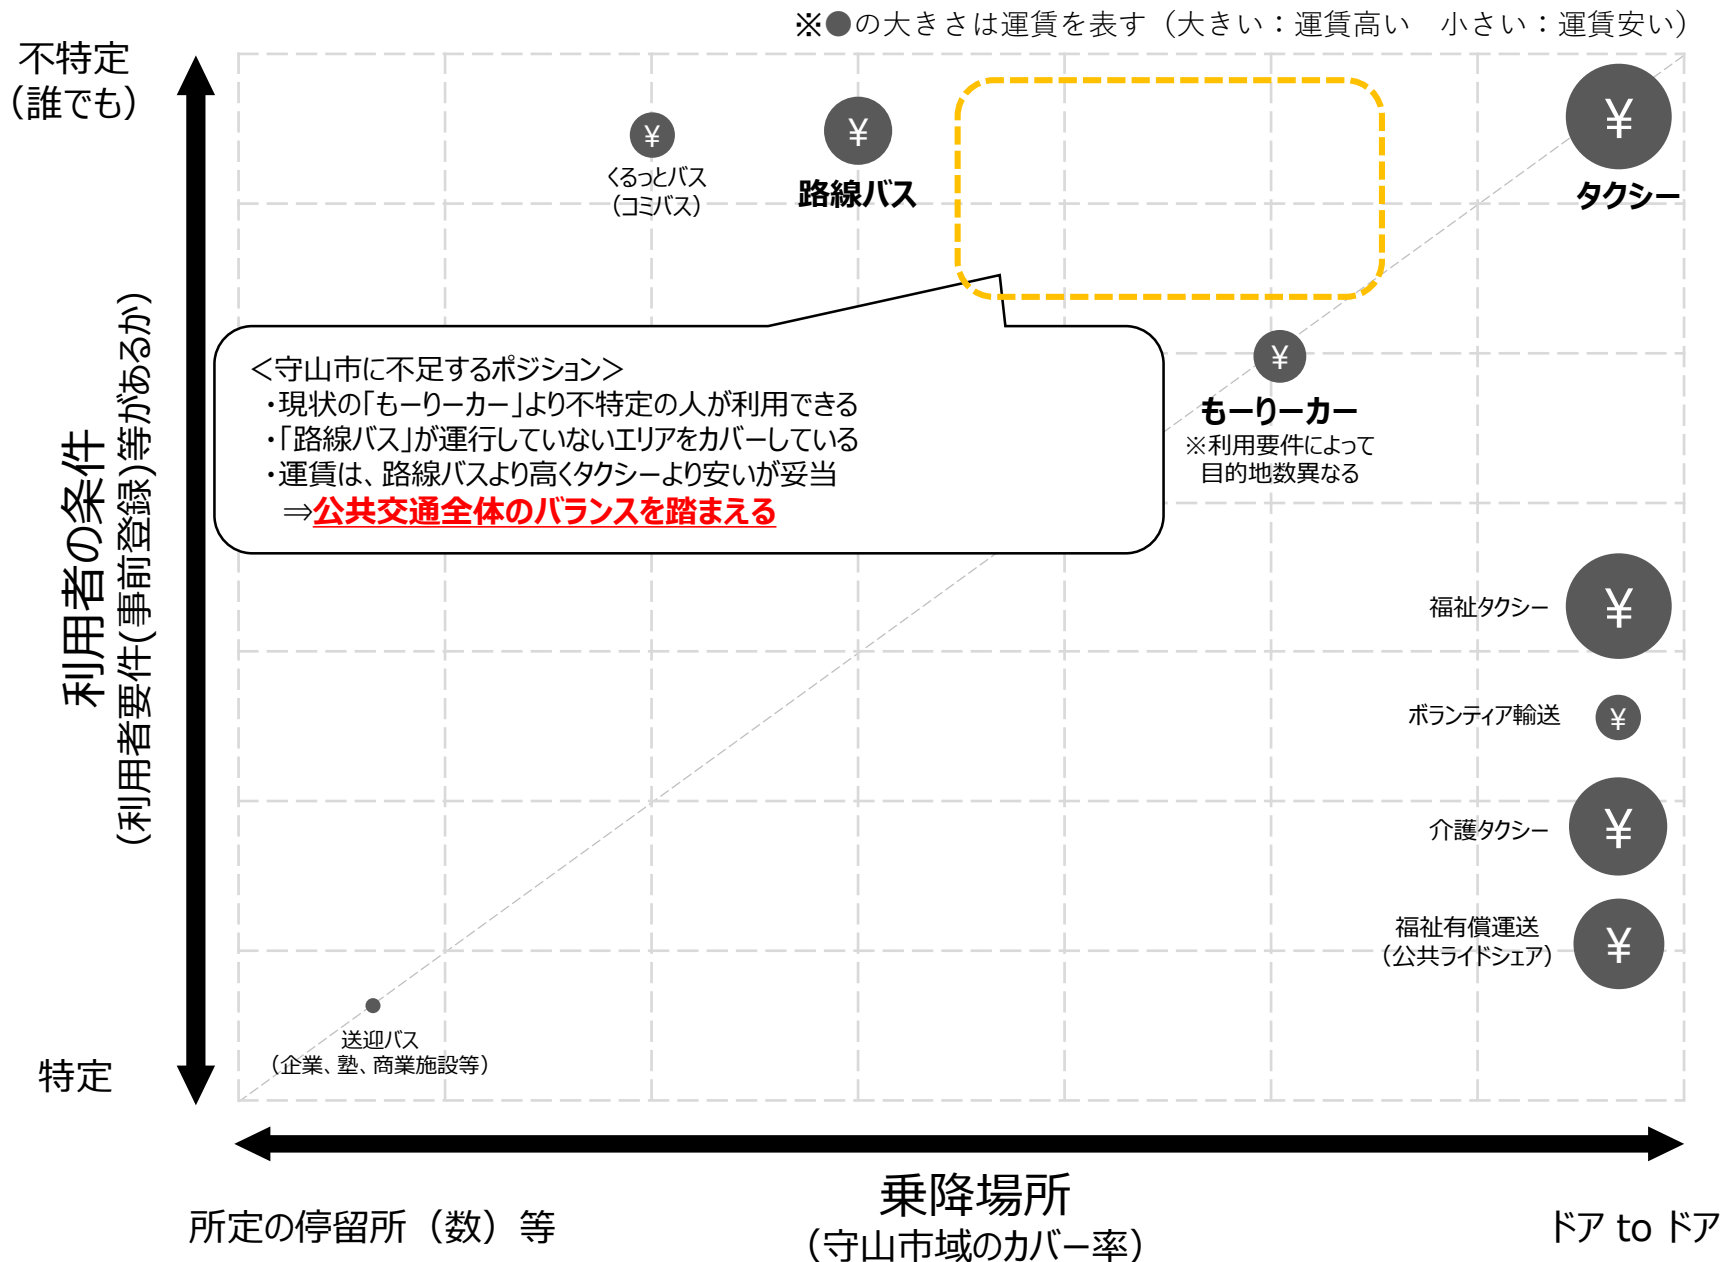 ※●の大きさは運賃を表す（大きい：運賃高い　小さい：運賃安い）
不特定
（誰でも）
¥
くるっとバス
（コミバス）
¥
路線バス
¥
タクシー
＜守山市に不足するポジション＞
・現状の「もーりーカー」より不特定の人が利用できる
・「路線バス」が運行していないエリアをカバーしている
・運賃は、路線バスより高くタクシーより安いが妥当
⇒公共交通全体のバランスを踏まえる
¥
もーりーカー
※利用要件によって
目的地数異なる
利用者の条件
（利用者要件（事前登録）等があるか）
福祉タクシー
¥
ボランティア輸送
¥
介護タクシー
¥
福祉有償運送
（公共ライドシェア）
¥
送迎バス
（企業、塾、商業施設等）
特定
所定の停留所（数）等
乗降場所
（守山市域のカバー率）
ドア to ドア